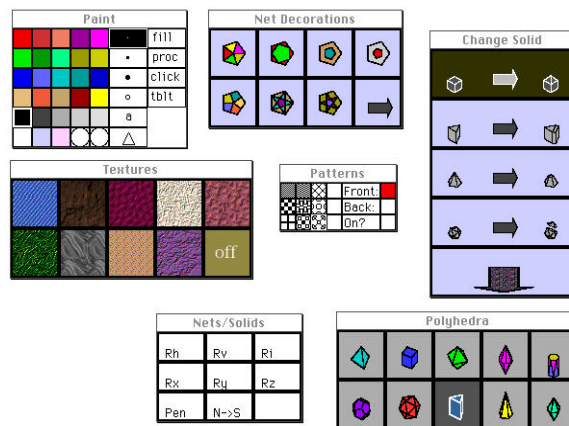 Paint
fill
proc
click
tblt
a
Net Decorations
Change Solid
Textures
off
Patterns
Front:
Back:
On?
Nets/Solids
Rh Rv Ri
Rx Ry Rz
Pen N->S
Polyhedra